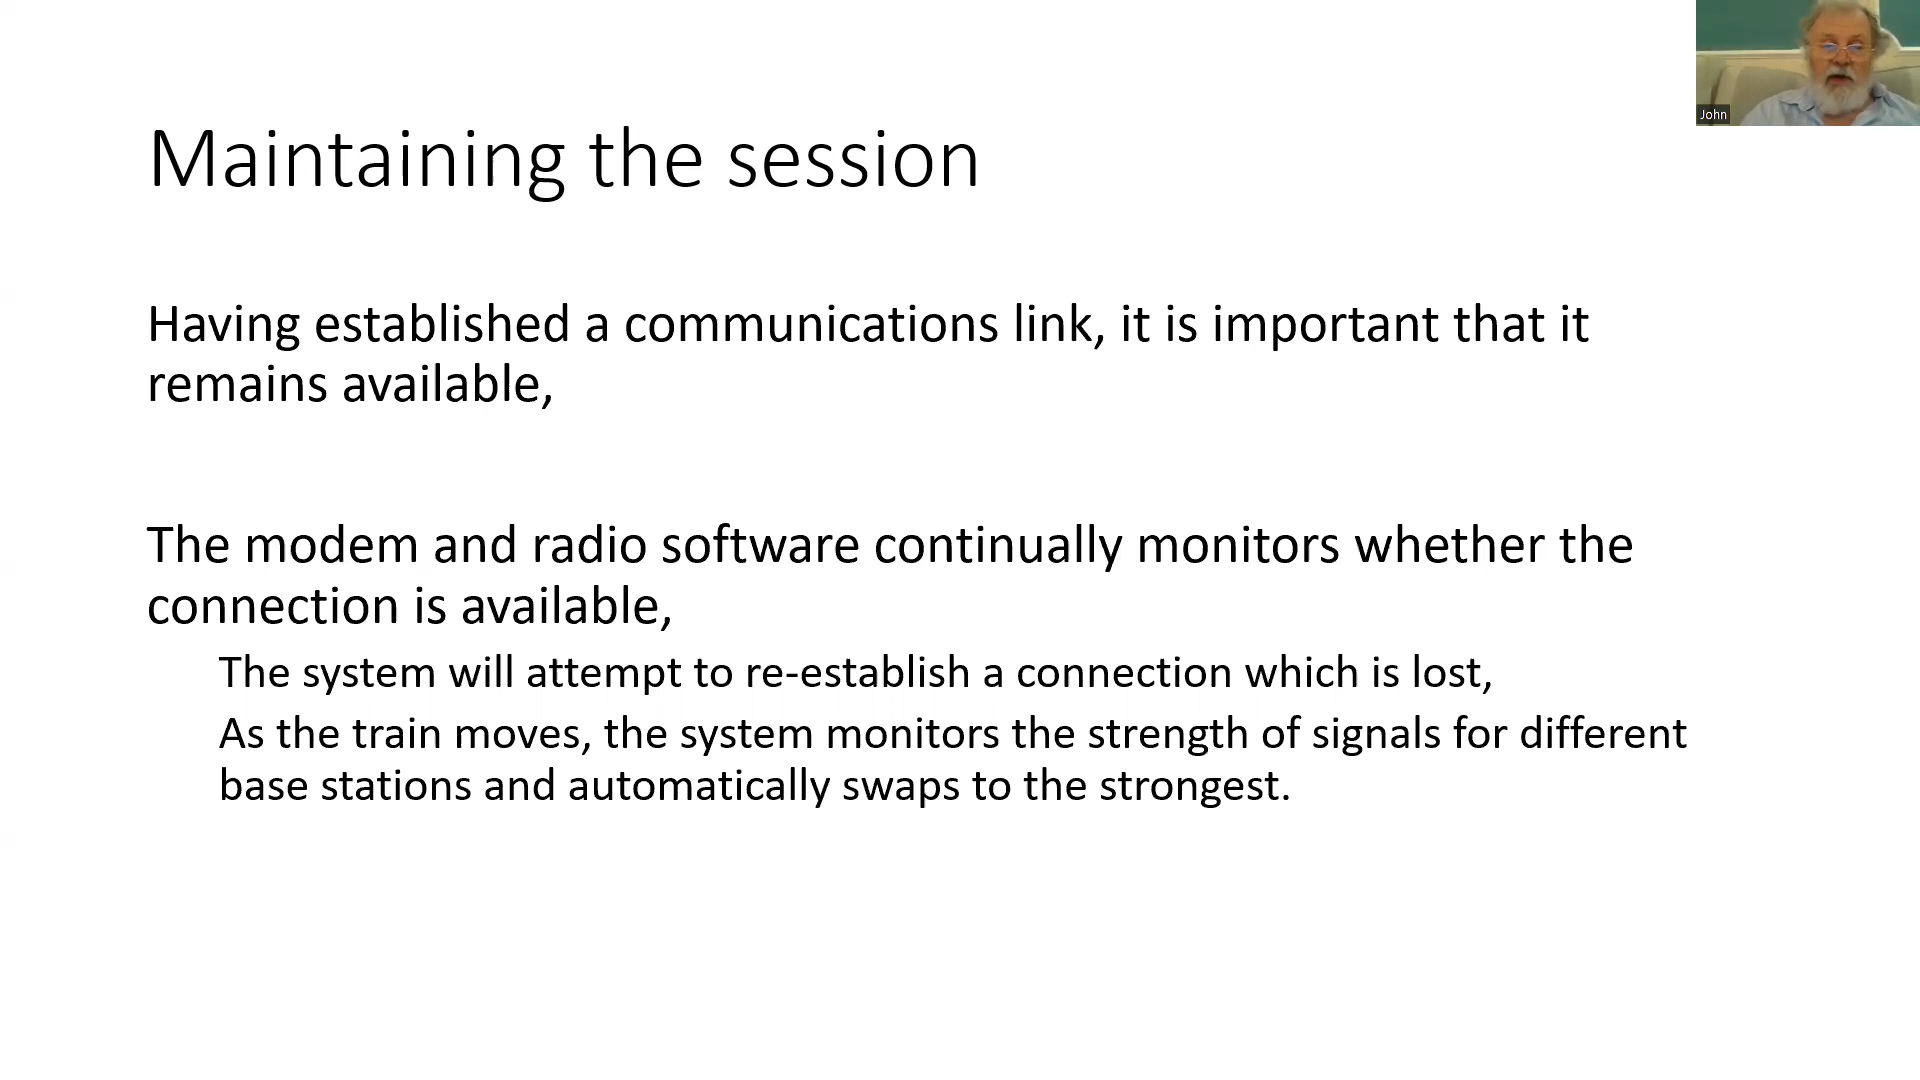 Maintaining the session
John
Having established a communications link, it is important that it
remains available,
The modem and radio software continually monitors whether the
connection is available,
The system will attempt to re-establish a connection which is lost,
As the train moves, the system monitors the strength of signals for different
base stations and automatically swaps to the strongest.